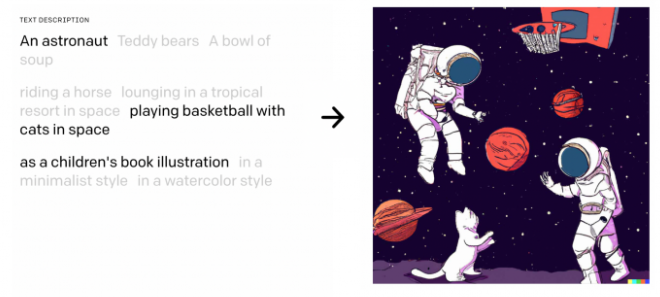 TEXT DESCRIPTION
An astronaut Teddy bears A bowl of
soup
riding a horse lounging in a tropical
resort in space playing basketball with
cats in space
as a children's book illustration in a
minimalist style in a watercolor style